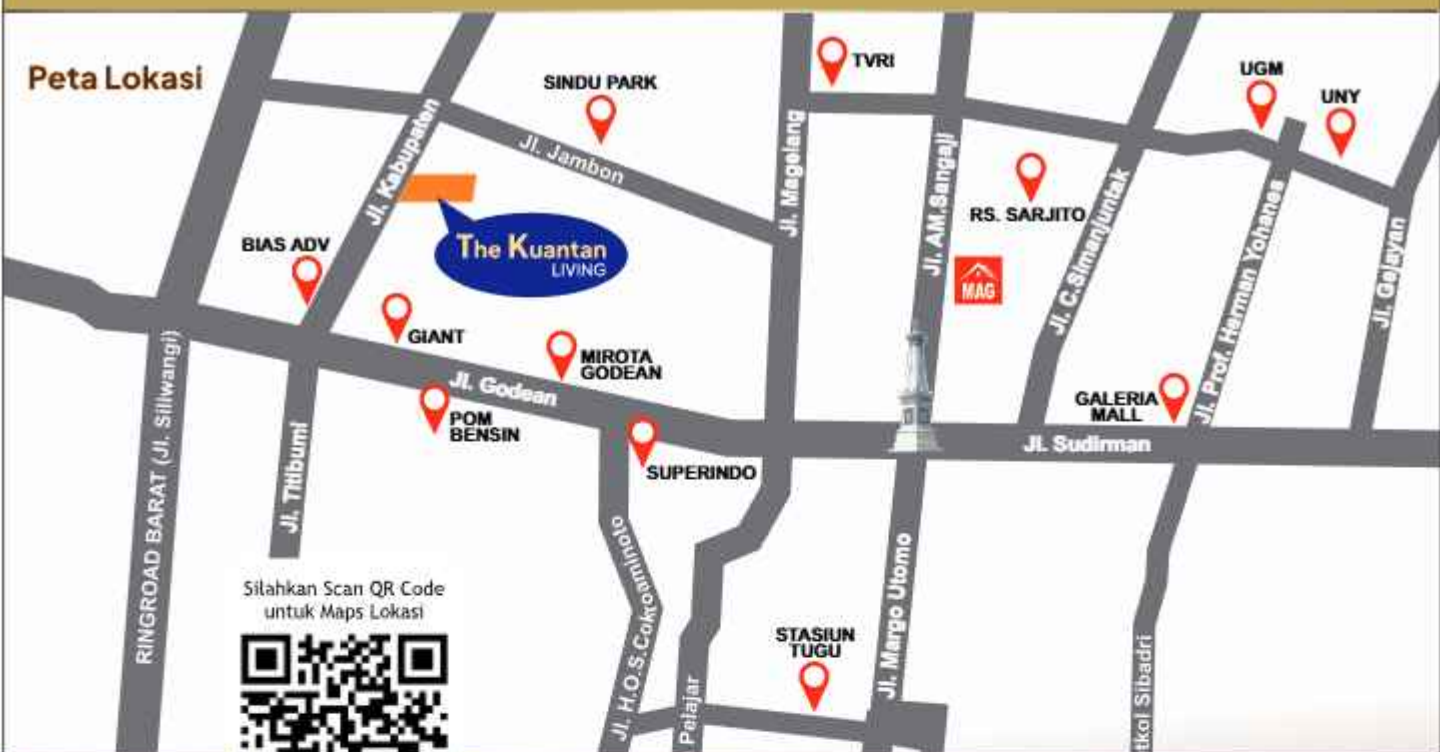 Peta Lokasi
TVRI
SINDU PARK
UGM
UNY
Jl. Kabupaten
Jl. Jambon
Jl. Magelang
Jl. AM.Sangaji
RS. SARJITO
Jl. C.Simanjuntak
Jl. Prof. Herman Yohanes
Jl. Gejayan
The Kuantan
LIVING
BIAS ADV
MAG
GIANT
MIROTA
GODEAN
Jl. Godean
POM
BENSIN
SUPERINDO
GALERIA
MALL
Jl. Sudirman
RINGROAD BARAT (Jl. Siliwangi)
Jl. Titibumi
Jl. H.O.S.Cokroaminoto
Pelajar
Jl. Margo Utomo
STASIUN
TUGU
tkol Sibadri
Silahkan Scan QR Code
untuk Maps Lokasi